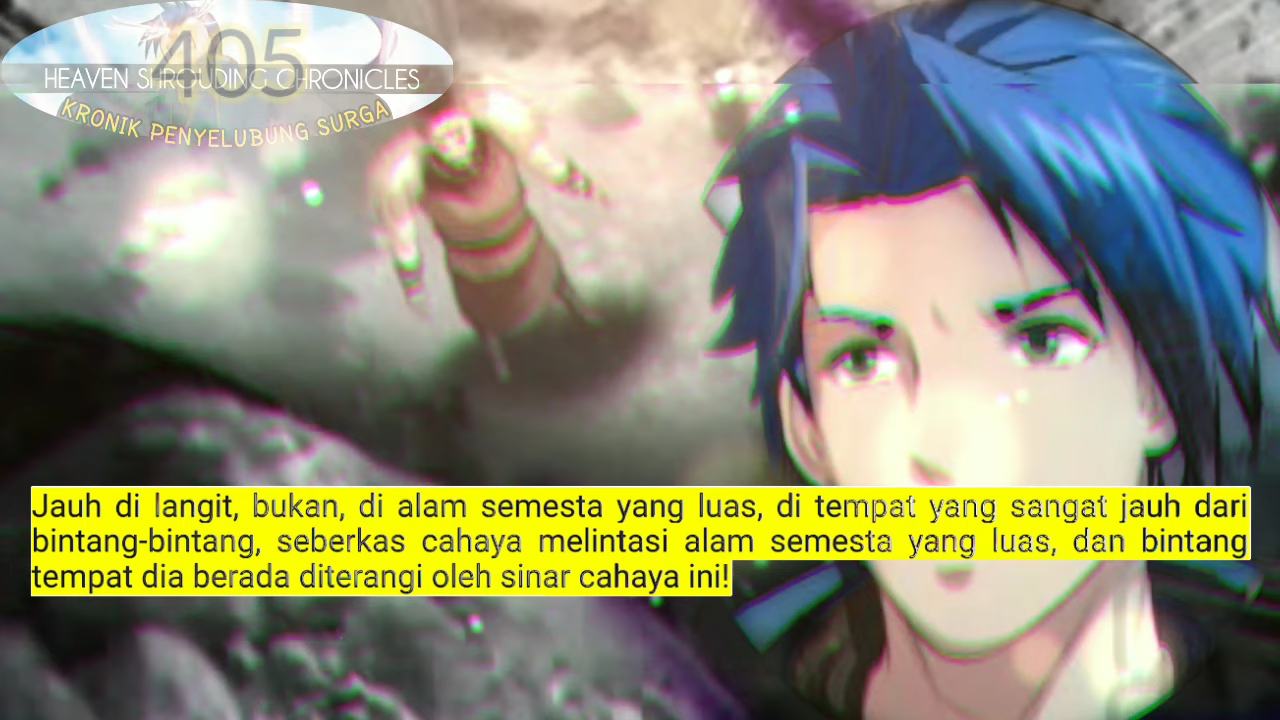 405
HEAVEN SHROUDING CHRONICLES
KRONIK PENYELUBUNG SURGA
Jauh di langit, bukan, di alam semesta yang luas, di tempat yang sangat jauh dari
bintang-bintang, seberkas cahaya melintasi alam semesta yang luas, dan bintang
tempat dia berada diterangi oleh sinar cahaya ini!